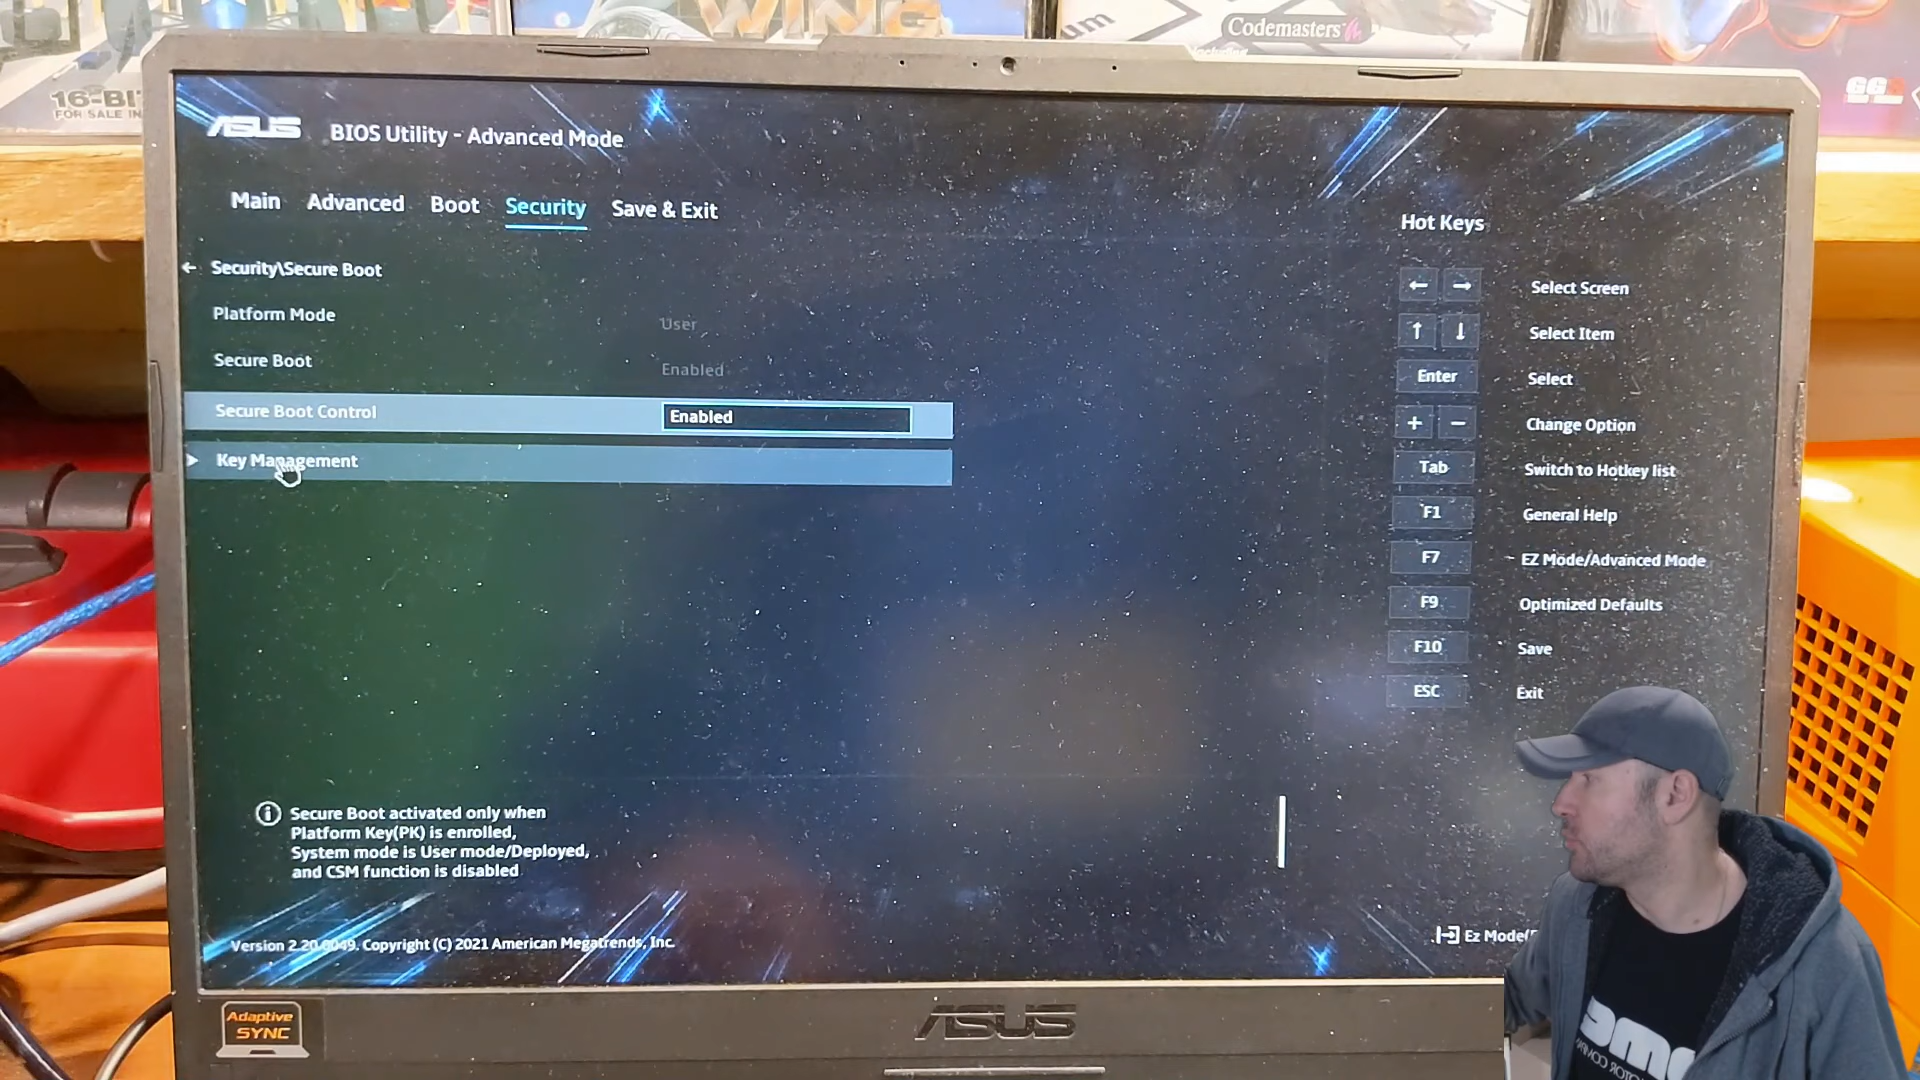 16-BI
FOR SALE IN
WING
um
Codemasters
including
ASUS
BIOS Utility - Advanced Mode
Main Advanced Boot Security Save & Exit
Security\Secure Boot
Platform Mode User
Secure Boot Enabled
Secure Boot Control Enabled
Key Management
Hot Keys
← → Select Screen
↑ ↓ Select Item
Enter Select
+ − Change Option
Tab Switch to Hotkey list
F1 General Help
F7 EZ Mode/Advanced Mode
F9 Optimized Defaults
F10 Save
ESC Exit
Secure Boot activated only when
Platform Key(PK) is enrolled,
System mode is User mode/Deployed,
and CSM function is disabled
Version 2.20.0049. Copyright (C) 2021 American Megatrends, Inc.
Ez Mode(
Adaptive
SYNC
ASUS